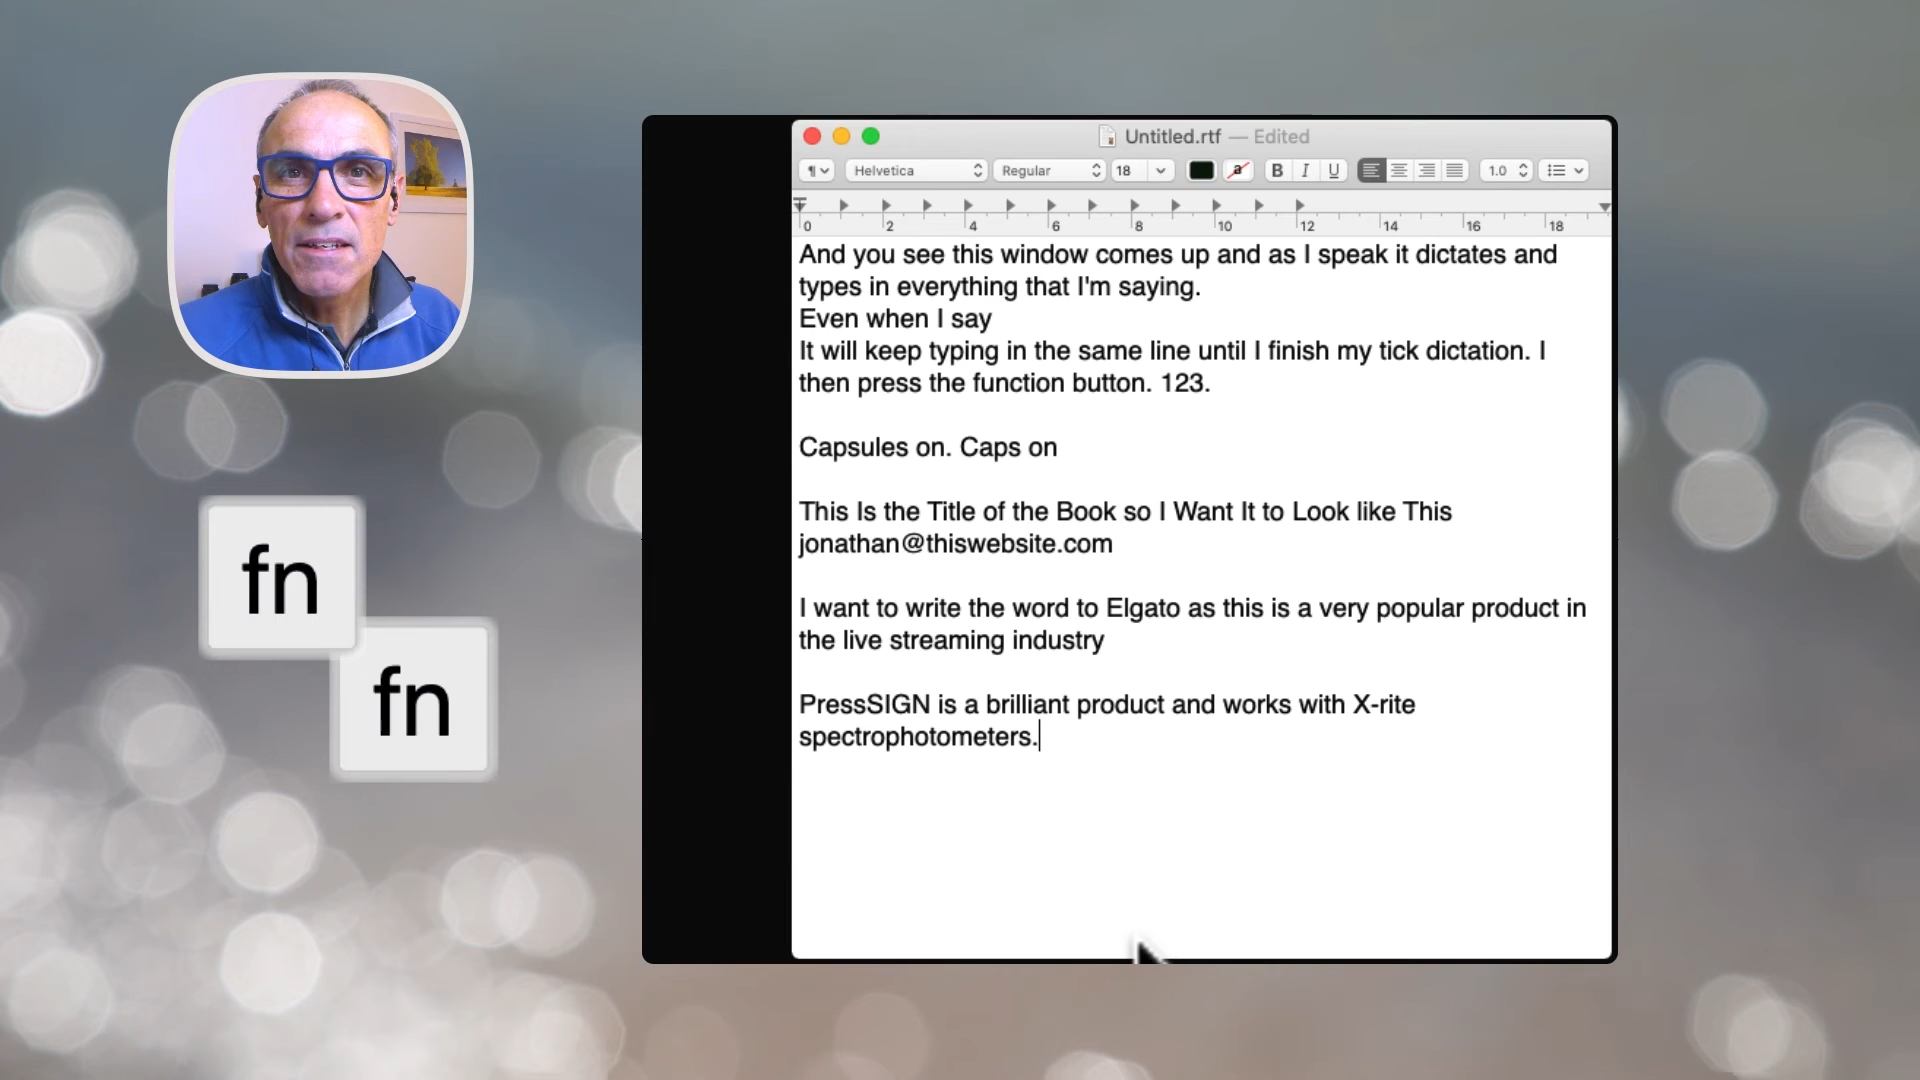 Untitled.rtf — Edited
¶ Helvetica Regular 18 a B I U 1.0
0 2 4 6 8 10 12 14 16 18
And you see this window comes up and as I speak it dictates and
types in everything that I'm saying.
Even when I say
It will keep typing in the same line until I finish my tick dictation. I
then press the function button. 123.
Capsules on. Caps on
This Is the Title of the Book so I Want It to Look like This
jonathan@thiswebsite.com
I want to write the word to Elgato as this is a very popular product in
the live streaming industry
PressSIGN is a brilliant product and works with X-rite
spectrophotometers.
fn
fn